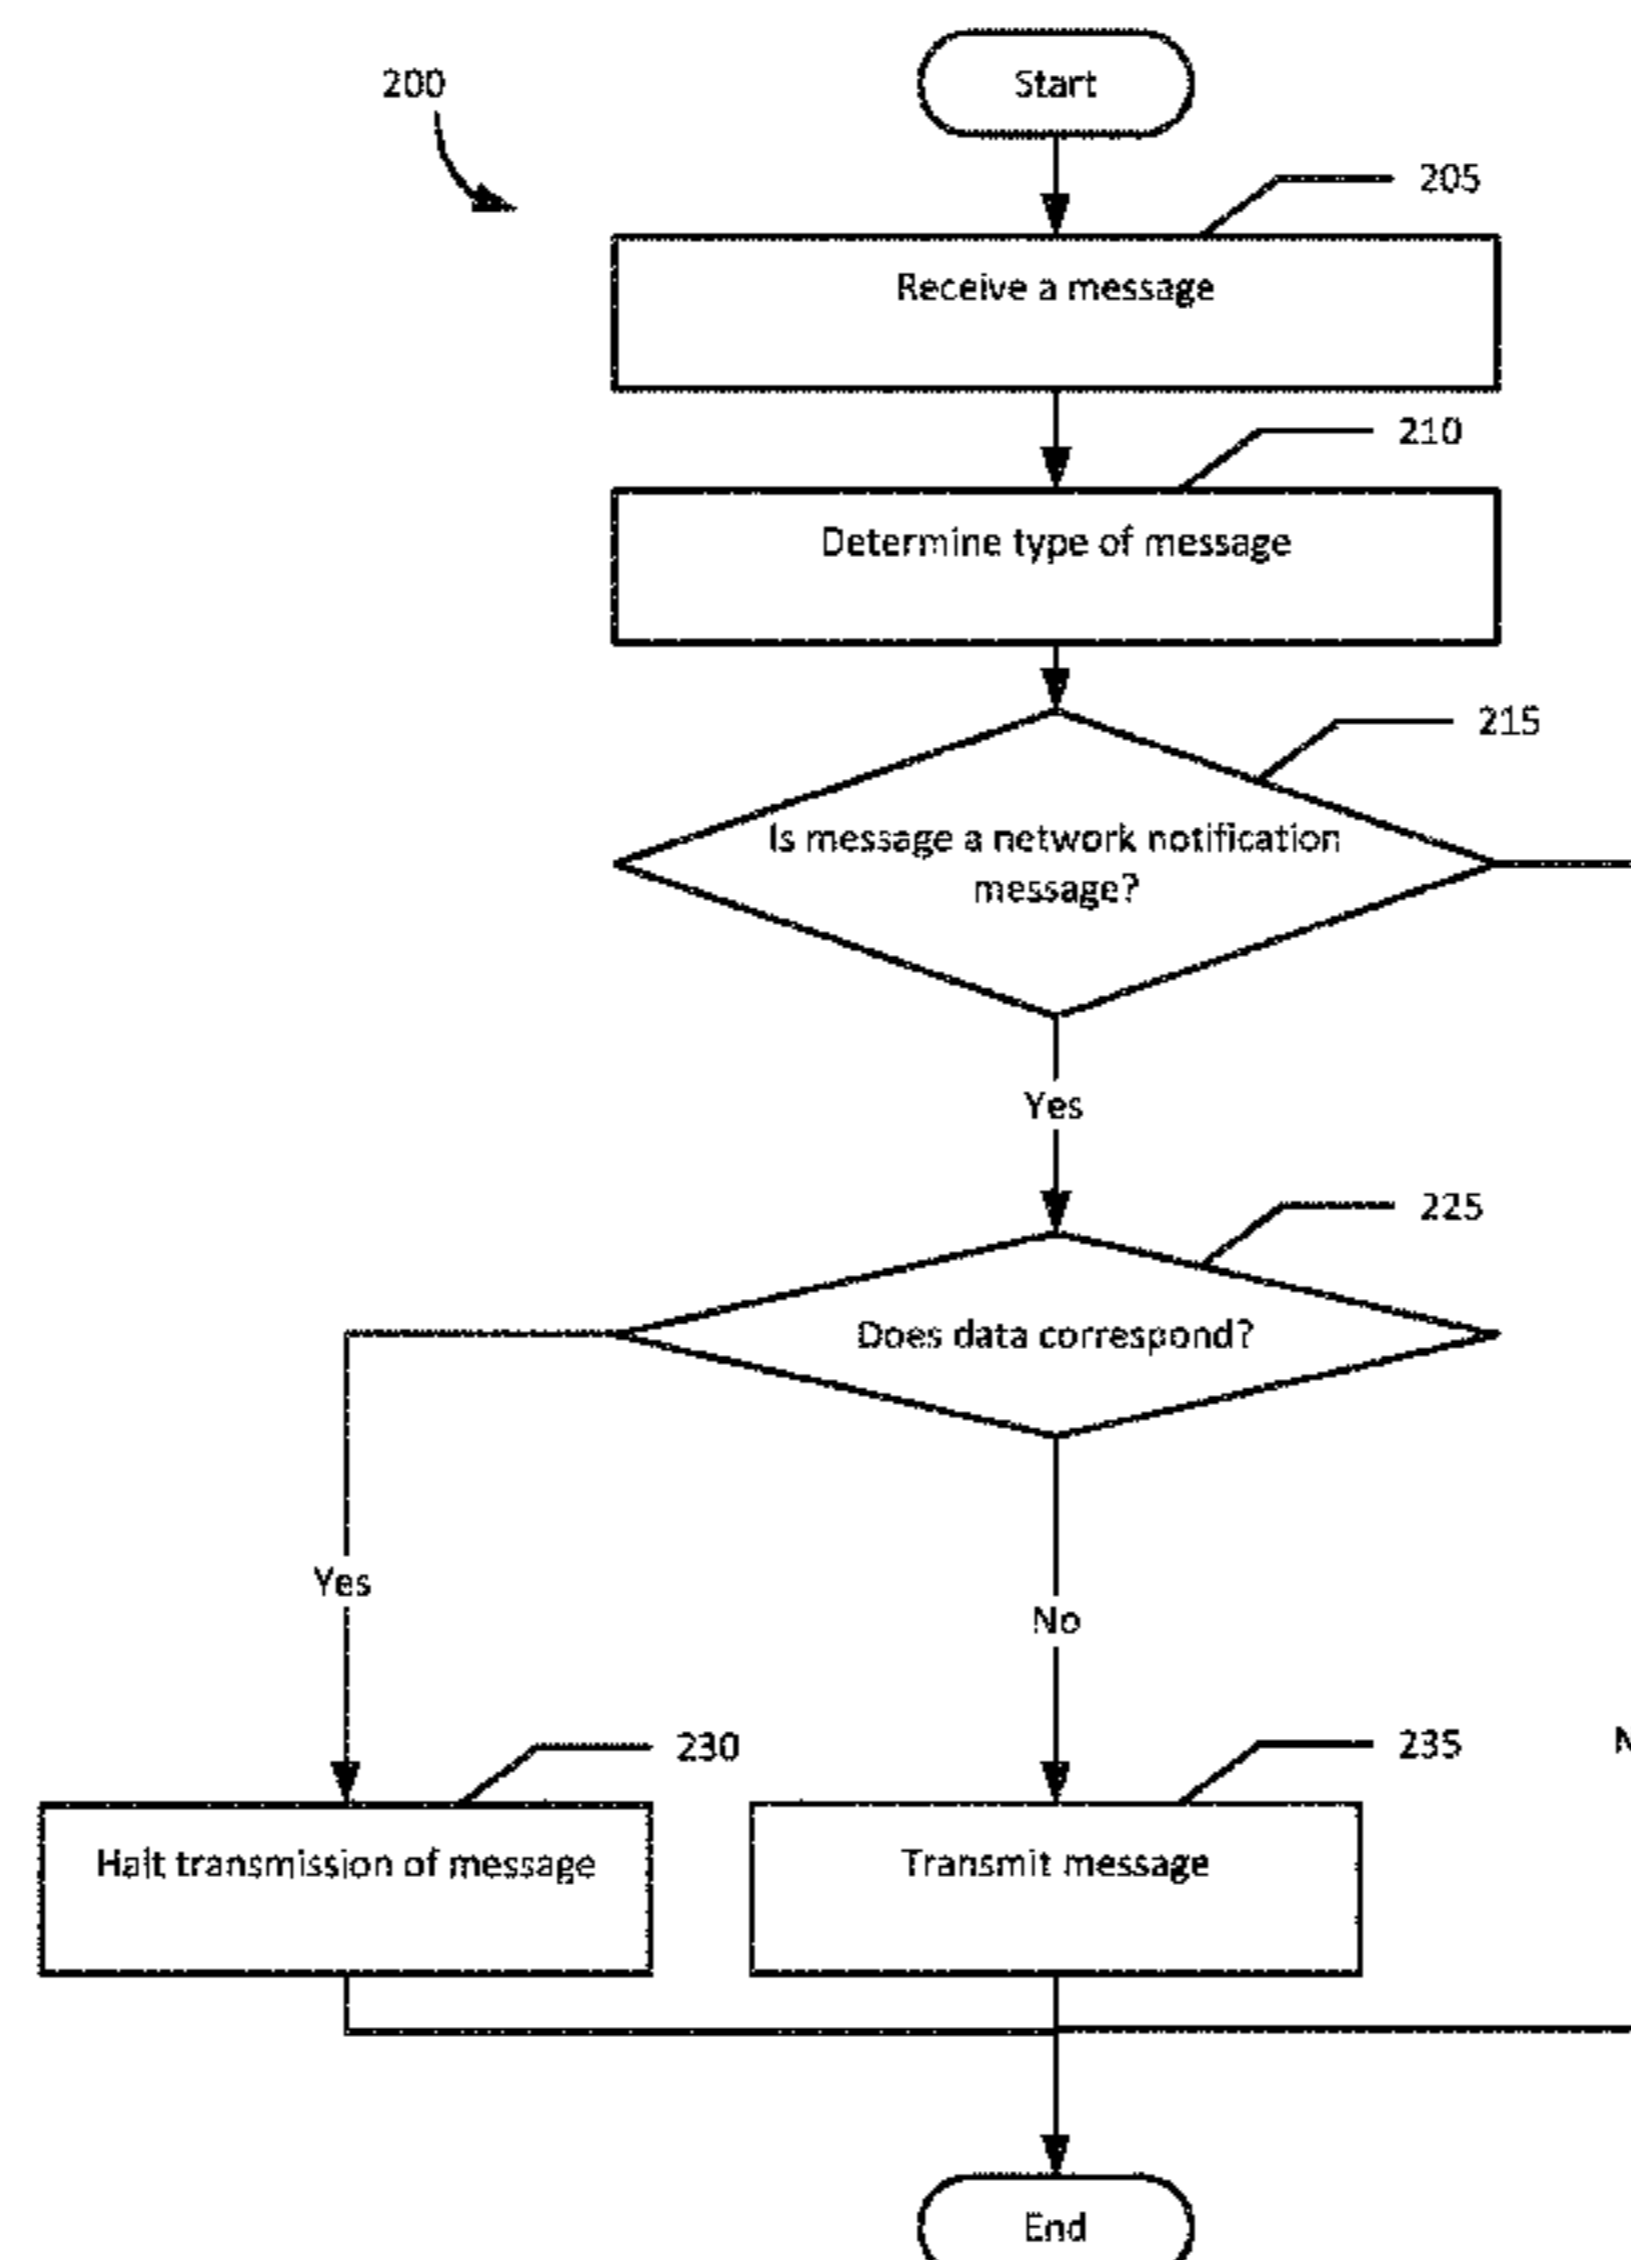 Start
200
205
Receive a message
210
Determine type of message
215
Is message a network notification
message?
Yes
225
Does data correspond?
Yes
No
230
235
Halt transmission of message
Transmit message
End